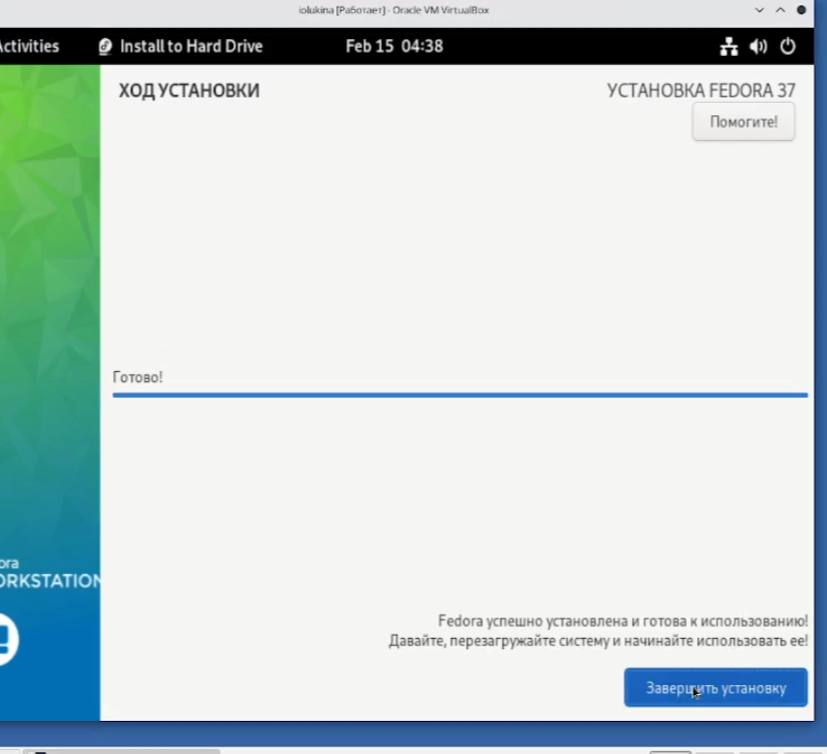 iolukina [Работает] - Oracle VM VirtualBox
Activities Install to Hard Drive Feb 15 04:38
ХОД УСТАНОВКИ УСТАНОВКА FEDORA 37
Помогите!
Готово!
ora
ORKSTATION
Fedora успешно установлена и готова к использованию!
Давайте, перезагружайте систему и начинайте использовать ее!
Завершить установку